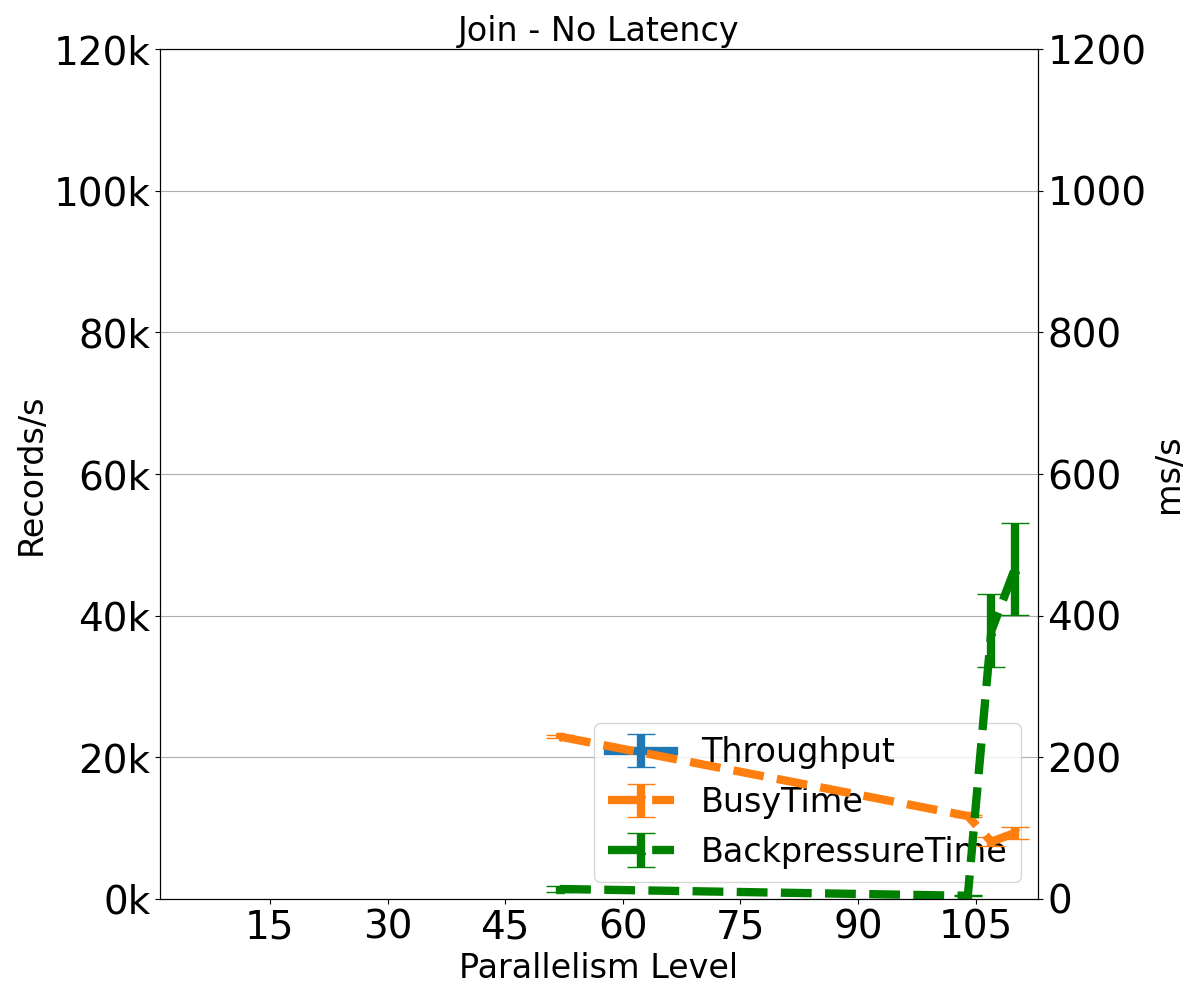 Join - No Latency
120k
100k
80k
60k
40k
20k
0k
Records/s
1200
1000
800
600
400
200
0
ms/s
Throughput
BusyTime
BackpressureTime
15 30 45 60 75 90 105
Parallelism Level